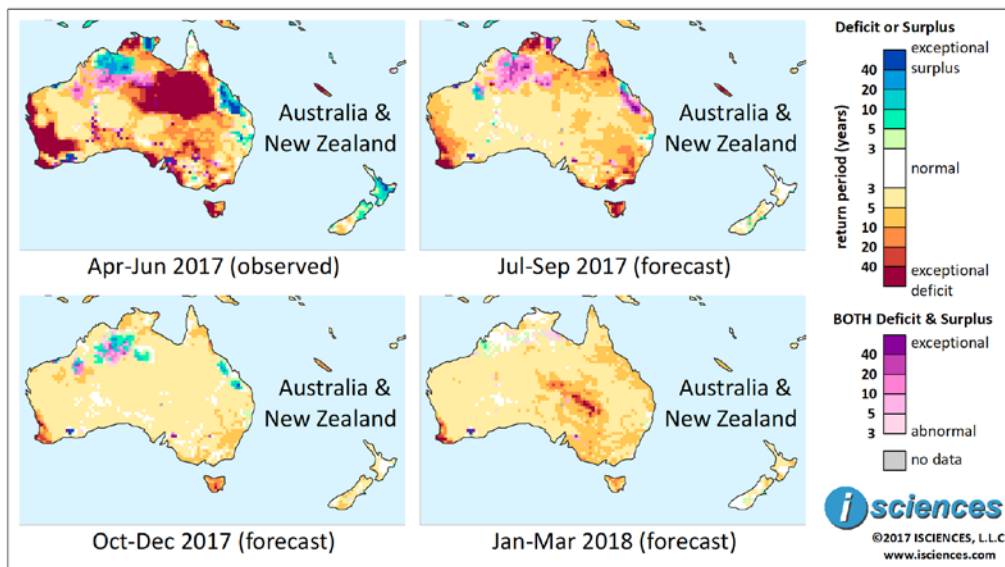 Australia &
New Zealand
Apr-Jun 2017 (observed)
Australia &
New Zealand
Jul-Sep 2017 (forecast)
Australia &
New Zealand
Oct-Dec 2017 (forecast)
Australia &
New Zealand
Jan-Mar 2018 (forecast)
Deficit or Surplus
exceptional
surplus
40
20
10
5
3
normal
3
5
10
20
40
exceptional
deficit
return period (years)
BOTH Deficit & Surplus
exceptional
40
20
10
5
3
abnormal
no data
i sciences
©2017 ISCIENCES, L.L.C
www.isciences.com